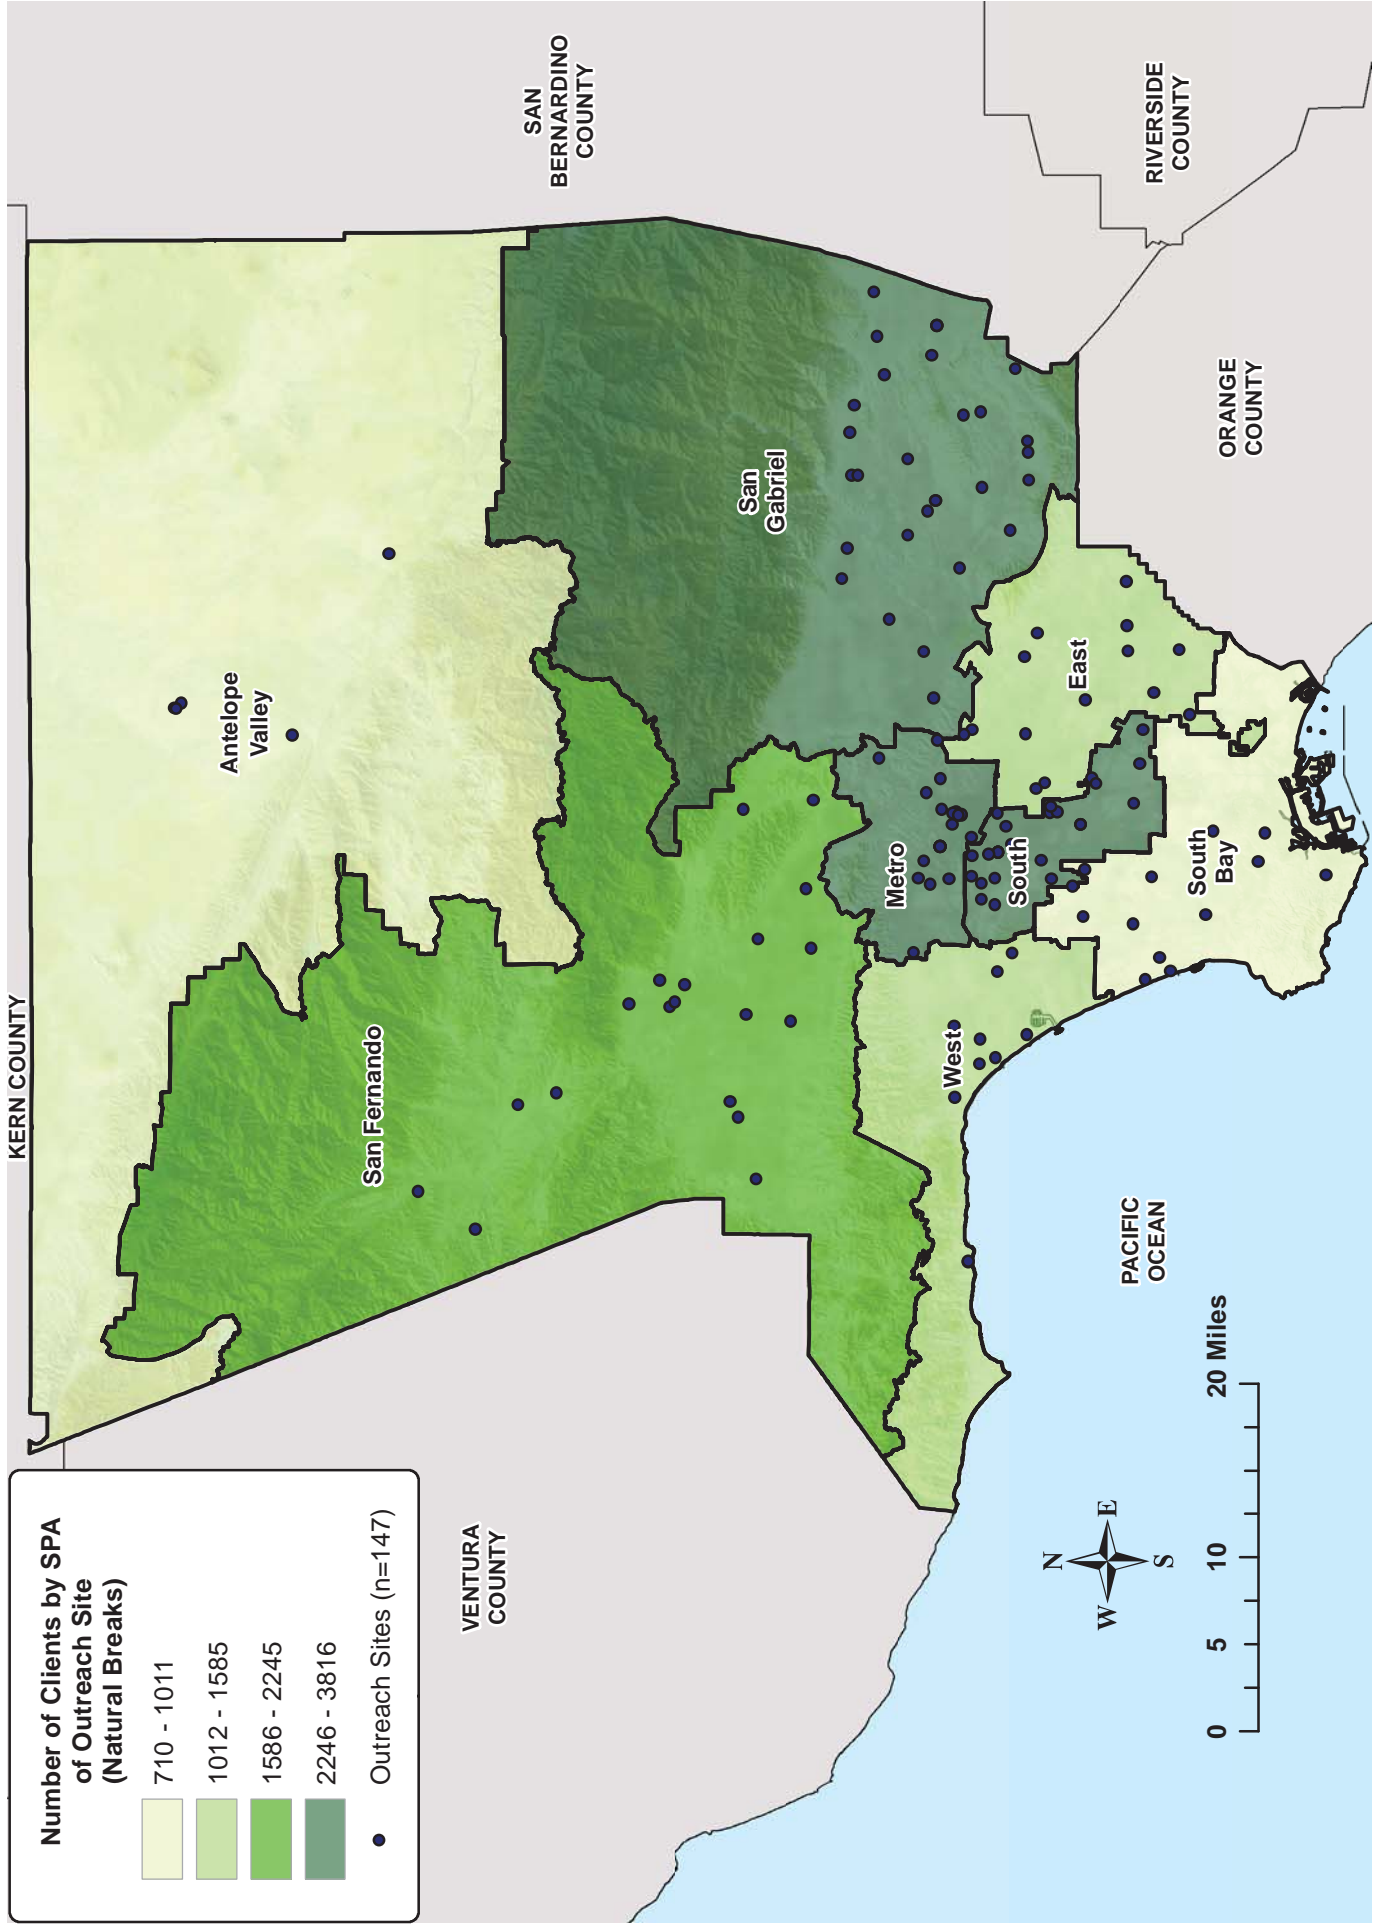 Number of Clients by SPA
of Outreach Site
(Natural Breaks)
710 - 1011
1012 - 1585
1586 - 2245
2246 - 3816
Outreach Sites (n=147)
KERN COUNTY
VENTURA
COUNTY
SAN
BERNARDINO
COUNTY
RIVERSIDE
COUNTY
ORANGE
COUNTY
PACIFIC
OCEAN
Antelope
Valley
San Fernando
San
Gabriel
Metro
West
South
East
South
Bay
N
W
E
S
0
5
10
20 Miles